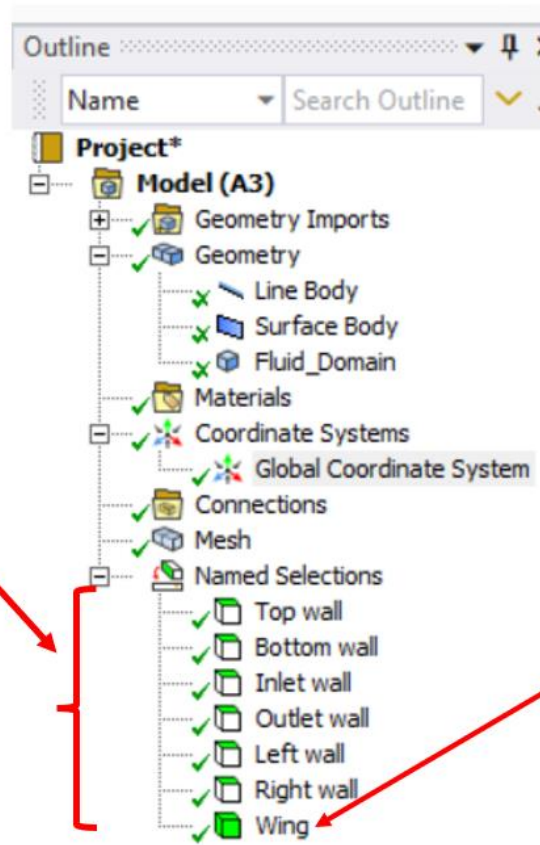 Outline
Name Search Outline
Project*
Model (A3)
Geometry Imports
Geometry
Line Body
Surface Body
Fluid_Domain
Materials
Coordinate Systems
Global Coordinate System
Connections
Mesh
Named Selections
Top wall
Bottom wall
Inlet wall
Outlet wall
Left wall
Right wall
Wing